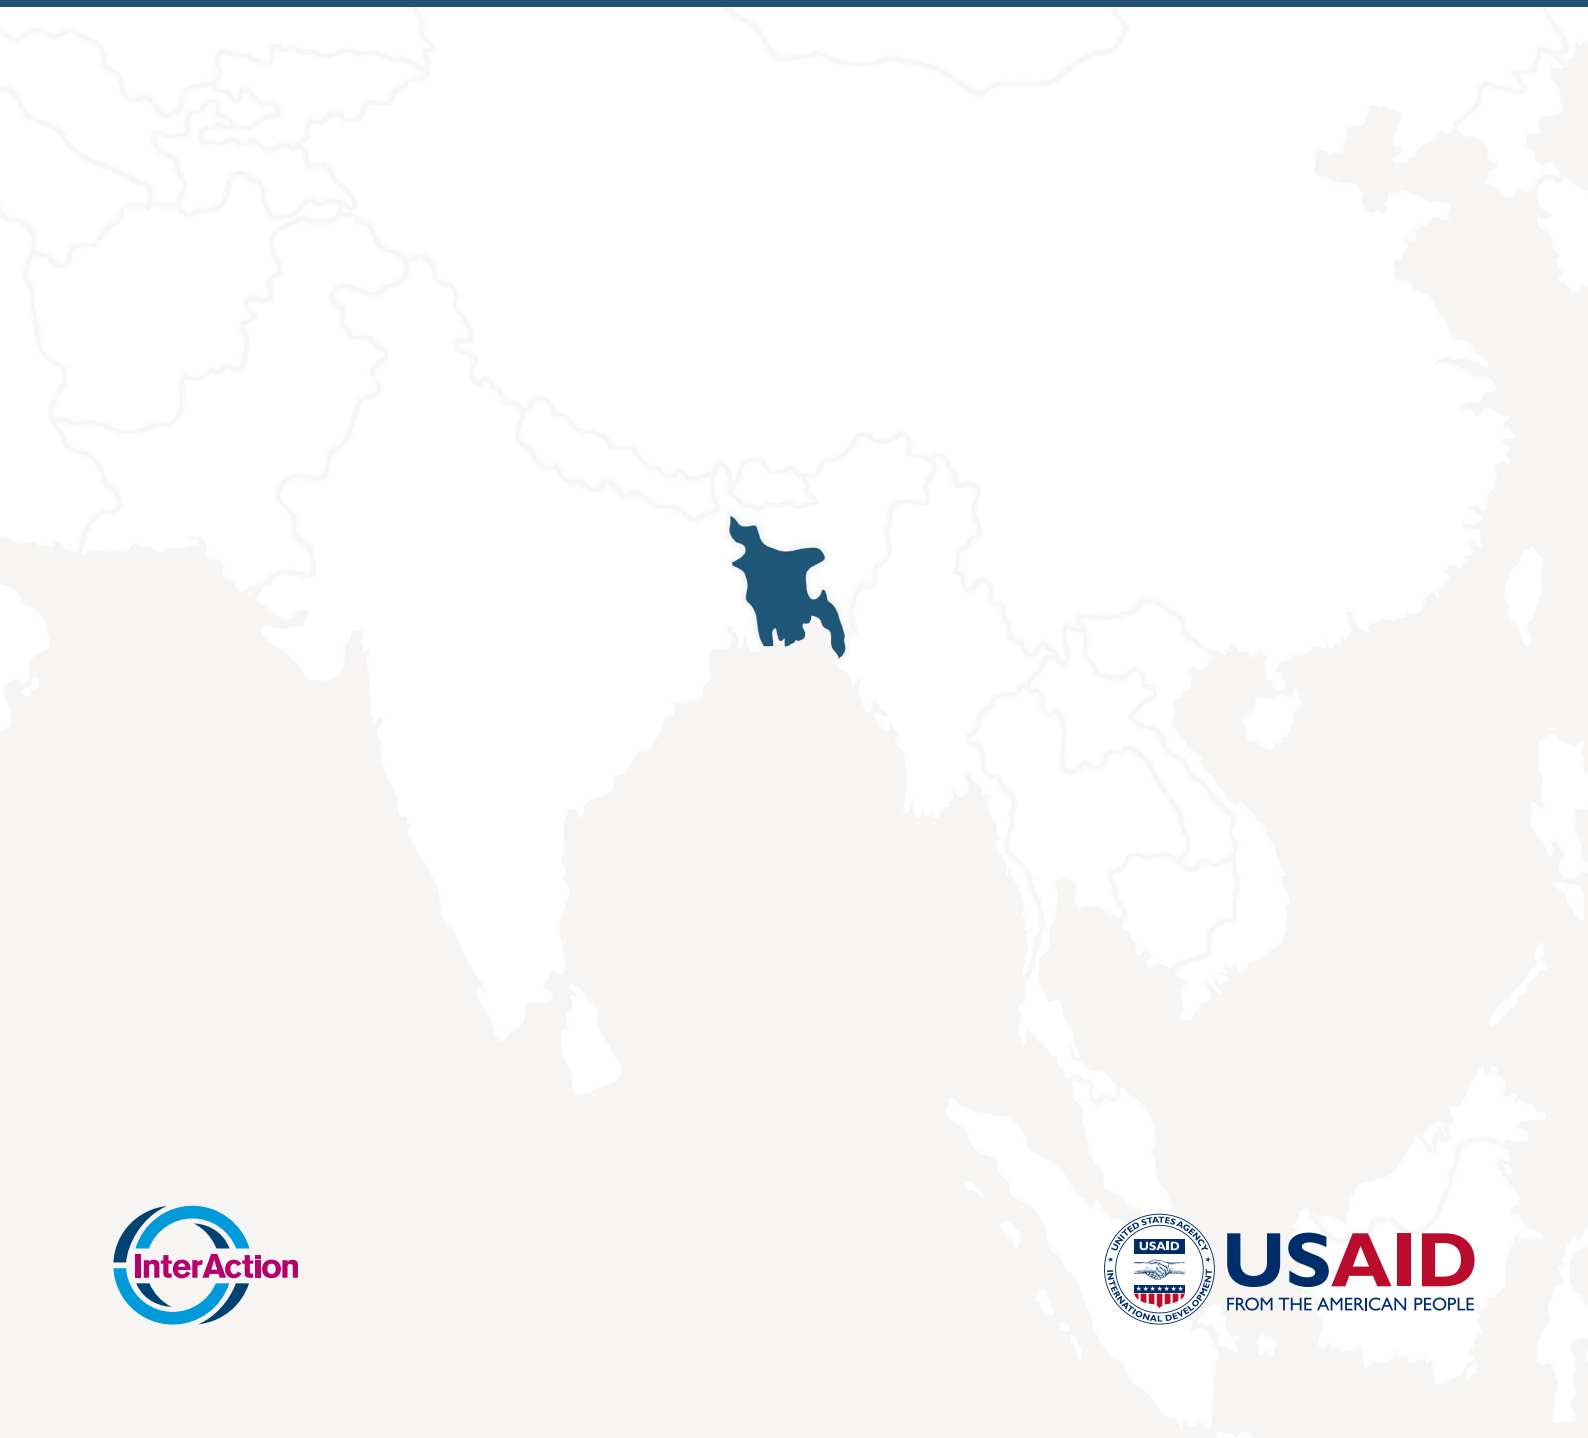 InterAction
UNITED STATES AGENCY
INTERNATIONAL DEVELOPMENT
USAID
USAID
FROM THE AMERICAN PEOPLE